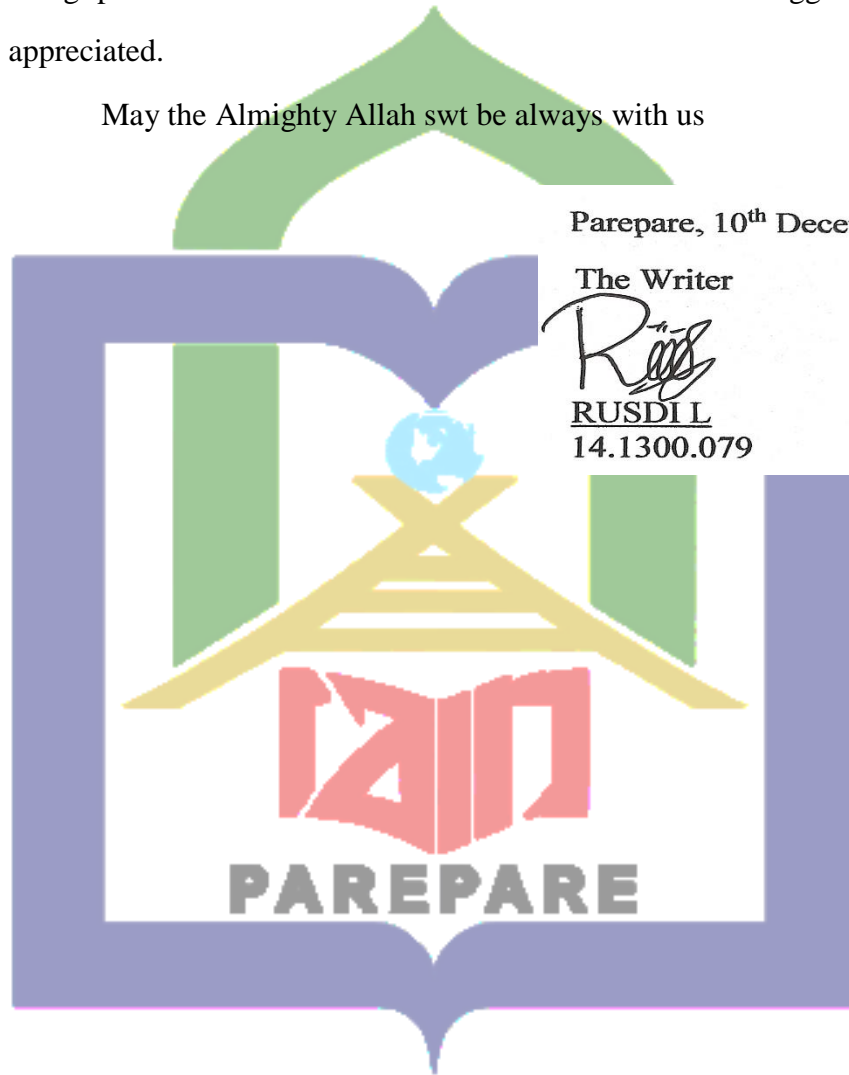 appreciated.
May the Almighty Allah swt be always with us
Parepare, 10th
The Writer
RUSDI L
14.1300.079
iain
PAREPARE